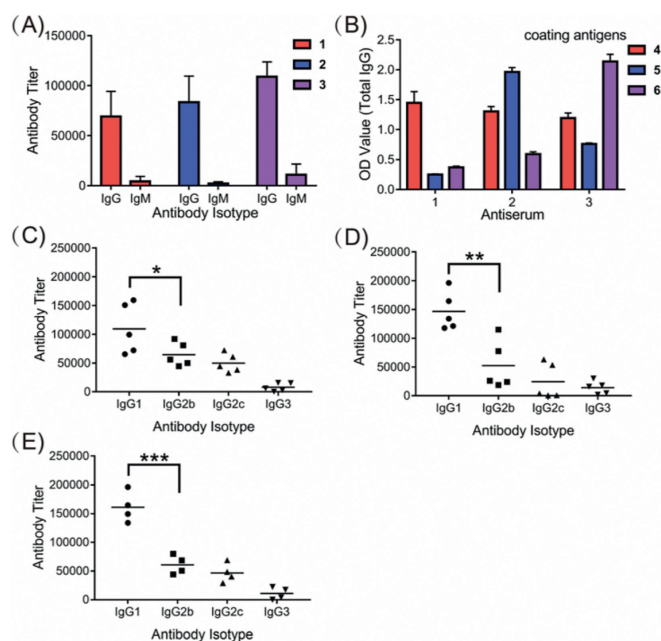 (A)
Antibody Titer
150000
100000
50000
0
IgG IgM IgG IgM IgG IgM
Antibody Isotype
1
2
3
(B)
coating antigens
OD Value (Total IgG)
2.5
2.0
1.5
1.0
0.5
0.0
1 2 3
Antiserum
4
5
6
(C)
Antibody Titer
250000
200000
150000
100000
50000
0
*
IgG1 IgG2b IgG2c IgG3
Antibody Isotype
(D)
Antibody Titer
250000
200000
150000
100000
50000
0
**
IgG1 IgG2b IgG2c IgG3
Antibody Isotype
(E)
Antibody Titer
250000
200000
150000
100000
50000
0
***
IgG1 IgG2b IgG2c IgG3
Antibody Isotype